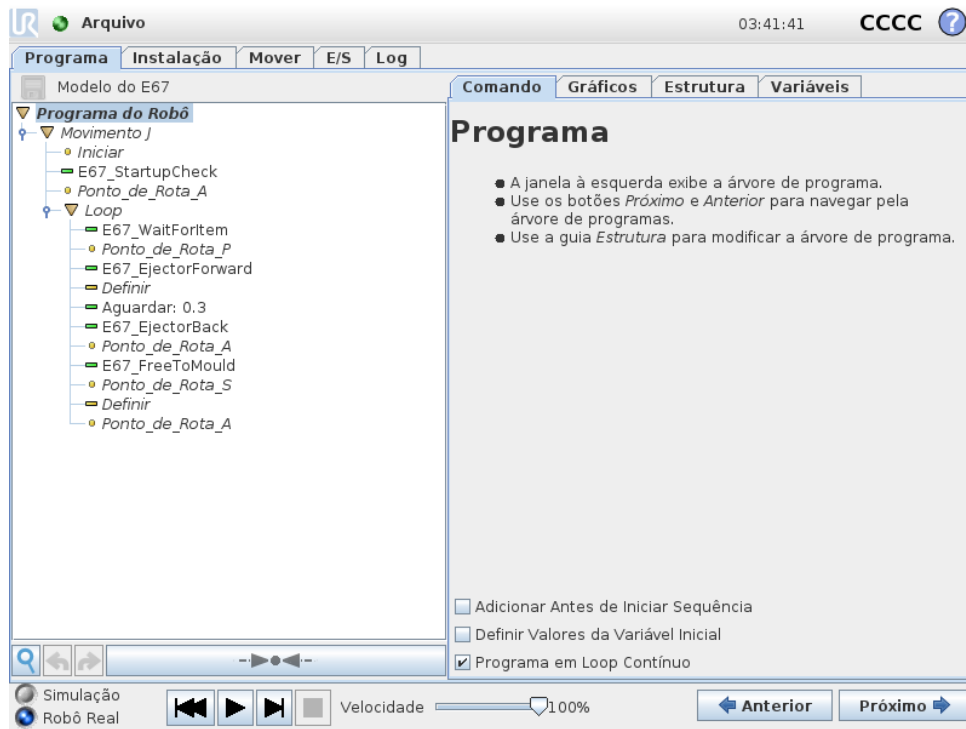 UR Arquivo 03:41:41 CCCC ?
Programa Instalação Mover E/S Log
Modelo do E67
Programa do Robô
Movimento J
Iniciar
E67_StartupCheck
Ponto_de_Rota_A
Loop
E67_WaitForItem
Ponto_de_Rota_P
E67_EjectorForward
Definir
Aguardar: 0.3
E67_EjectorBack
Ponto_de_Rota_A
E67_FreeToMould
Ponto_de_Rota_S
Definir
Ponto_de_Rota_A
Comando Gráficos Estrutura Variáveis
Programa
A janela à esquerda exibe a árvore de programa.
Use os botões Próximo e Anterior para navegar pela
árvore de programas.
Use a guia Estrutura para modificar a árvore de programa.
Adicionar Antes de Iniciar Sequência
Definir Valores da Variável Inicial
Programa em Loop Contínuo
Simulação
Robô Real
Velocidade 100%
Anterior Próximo